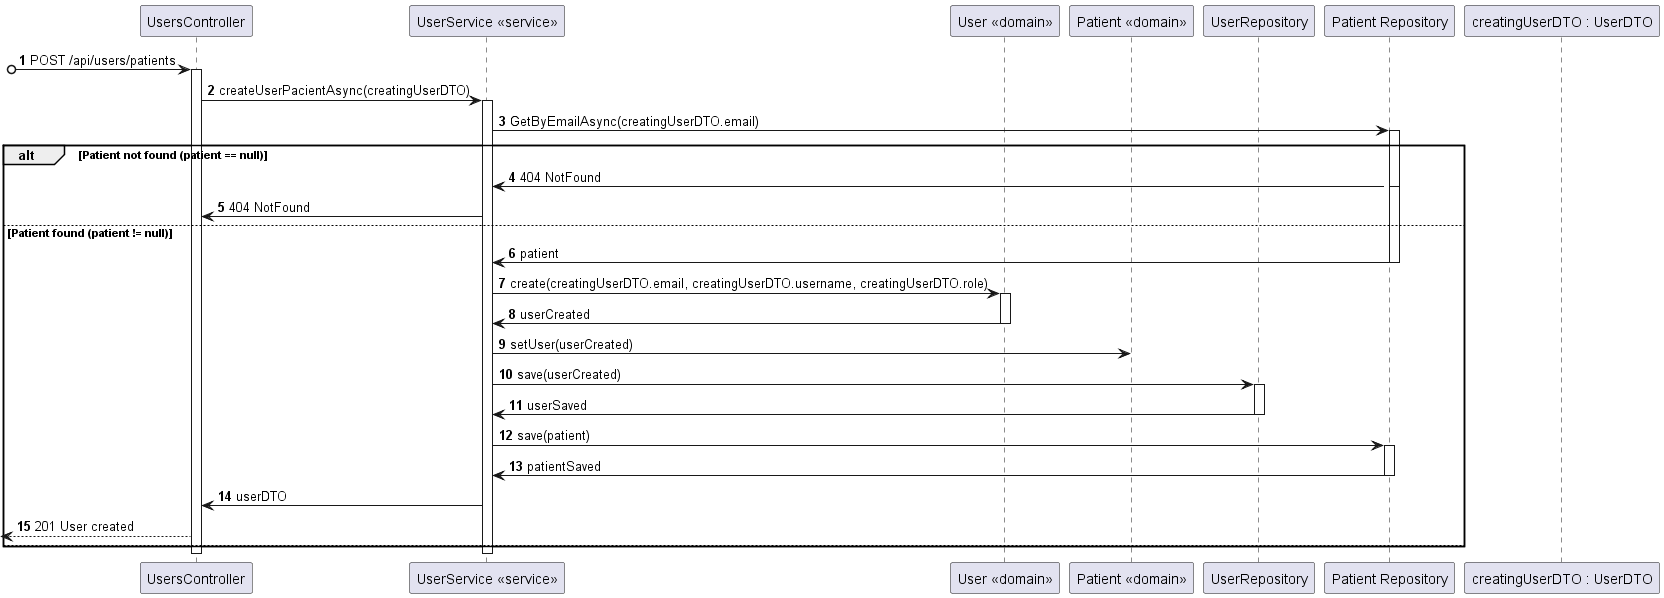 UsersController
UserService «service»
User «domain»
Patient «domain»
UserRepository
Patient Repository
creatingUserDTO : UserDTO
1 POST /api/users/patients
2 createUserPacientAsync(creatingUserDTO)
3 GetByEmailAsync(creatingUserDTO.email)
alt [Patient not found (patient == null)]
4 404 NotFound
5 404 NotFound
[Patient found (patient != null)]
6 patient
7 create(creatingUserDTO.email, creatingUserDTO.username, creatingUserDTO.role)
8 userCreated
9 setUser(userCreated)
10 save(userCreated)
11 userSaved
12 save(patient)
13 patientSaved
14 userDTO
15 201 User created
UsersController
UserService «service»
User «domain»
Patient «domain»
UserRepository
Patient Repository
creatingUserDTO : UserDTO